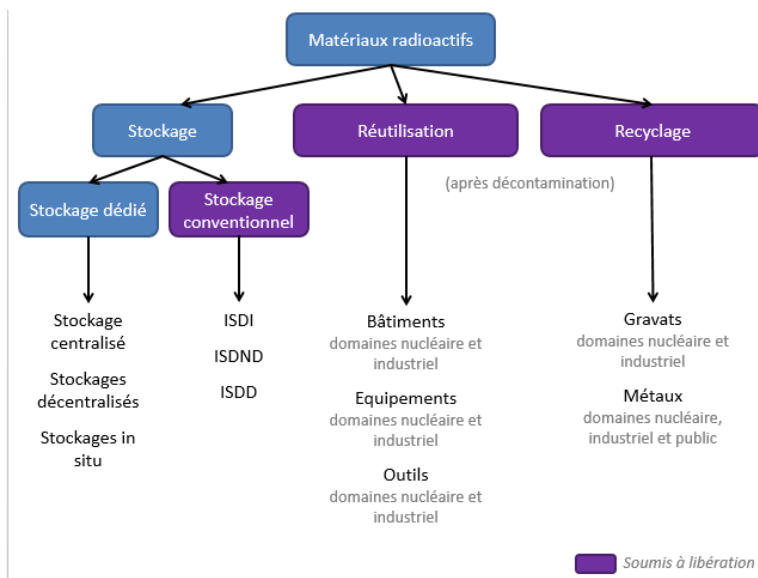 Matériaux radioactifs
Stockage
Réutilisation
Recyclage
(après décontamination)
Stockage dédié
Stockage
conventionnel
Stockage
centralisé
Stockages
décentralisés
Stockages in
situ
ISDI
ISDND
ISDD
Bâtiments
domaines nucléaire et
industriel
Equipements
domaines nucléaire et
industriel
Outils
domaines nucléaire et
industriel
Gravats
domaines nucléaire et
industriel
Métaux
domaines nucléaire,
industriel et public
Soumis à libération